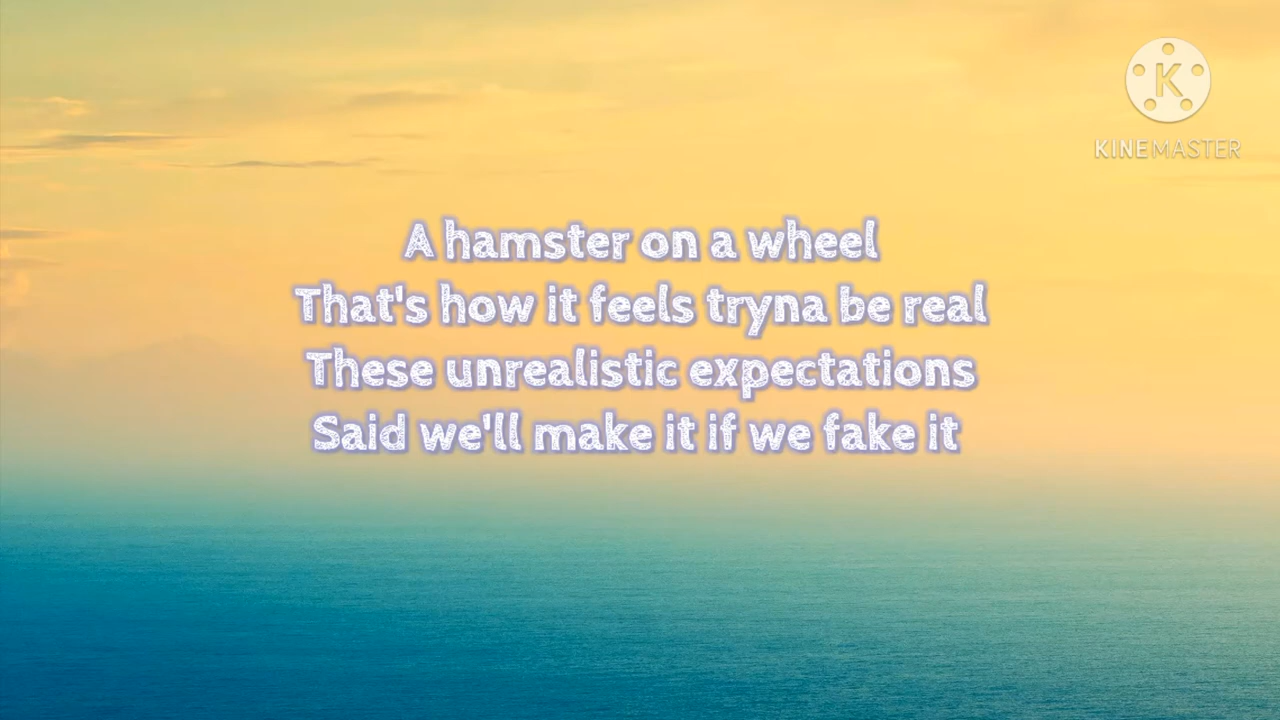 K
KINEMASTER
A hamster on a wheel
That's how it feels tryna be real
These unrealistic expectations
Said we'll make it if we fake it